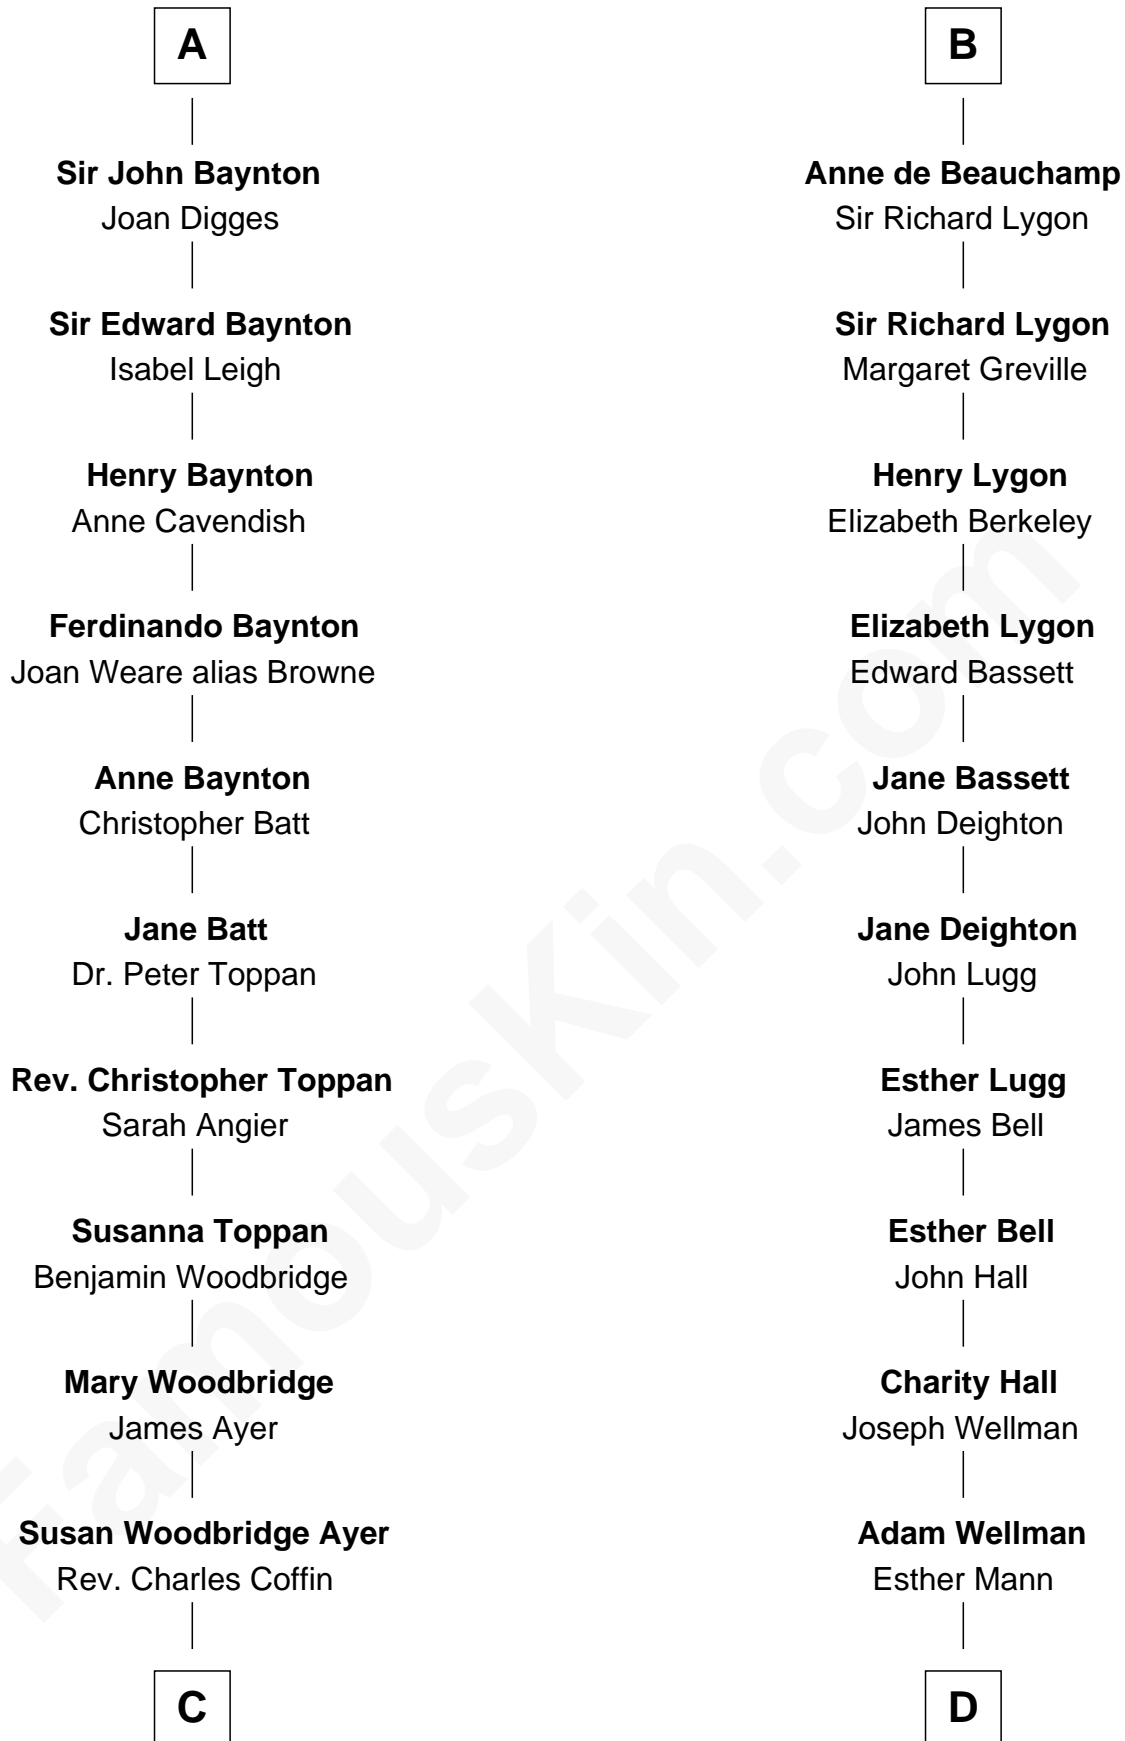 A
Sir John Baynton
Joan Digges
Sir Edward Baynton
Isabel Leigh
Henry Baynton
Anne Cavendish
Ferdinando Baynton
Joan Weare alias Browne
Anne Baynton
Christopher Batt
Jane Batt
Dr. Peter Toppan
Rev. Christopher Toppan
Sarah Angier
Susanna Toppan
Benjamin Woodbridge
Mary Woodbridge
James Ayer
Susan Woodbridge Ayer
Rev. Charles Coffin
C
B
Anne de Beauchamp
Sir Richard Lygon
Sir Richard Lygon
Margaret Greville
Henry Lygon
Elizabeth Berkeley
Elizabeth Lygon
Edward Bassett
Jane Bassett
John Deighton
Jane Deighton
John Lugg
Esther Lugg
James Bell
Esther Bell
John Hall
Charity Hall
Joseph Wellman
Adam Wellman
Esther Mann
D
FamousKin.com